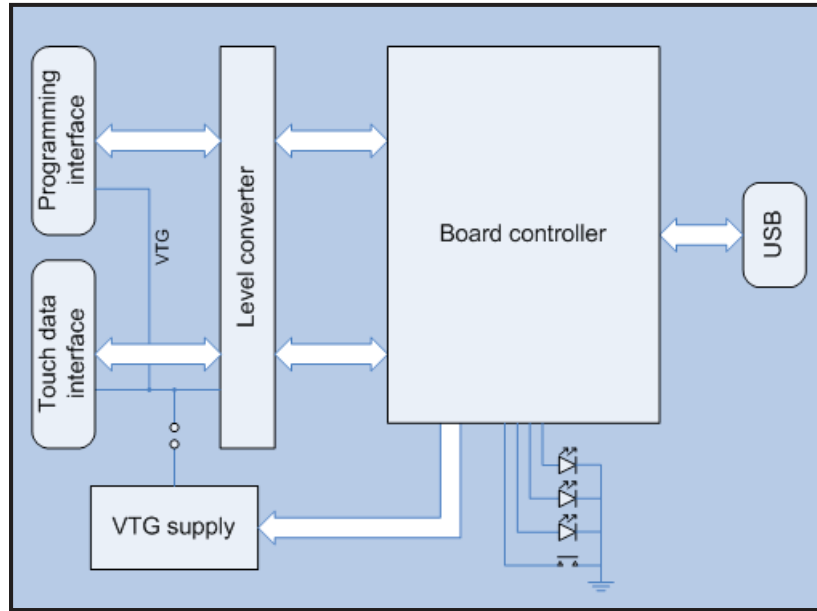 Programming
interface
VTG
Touch data
interface
Level converter
Board controller
USB
VTG supply